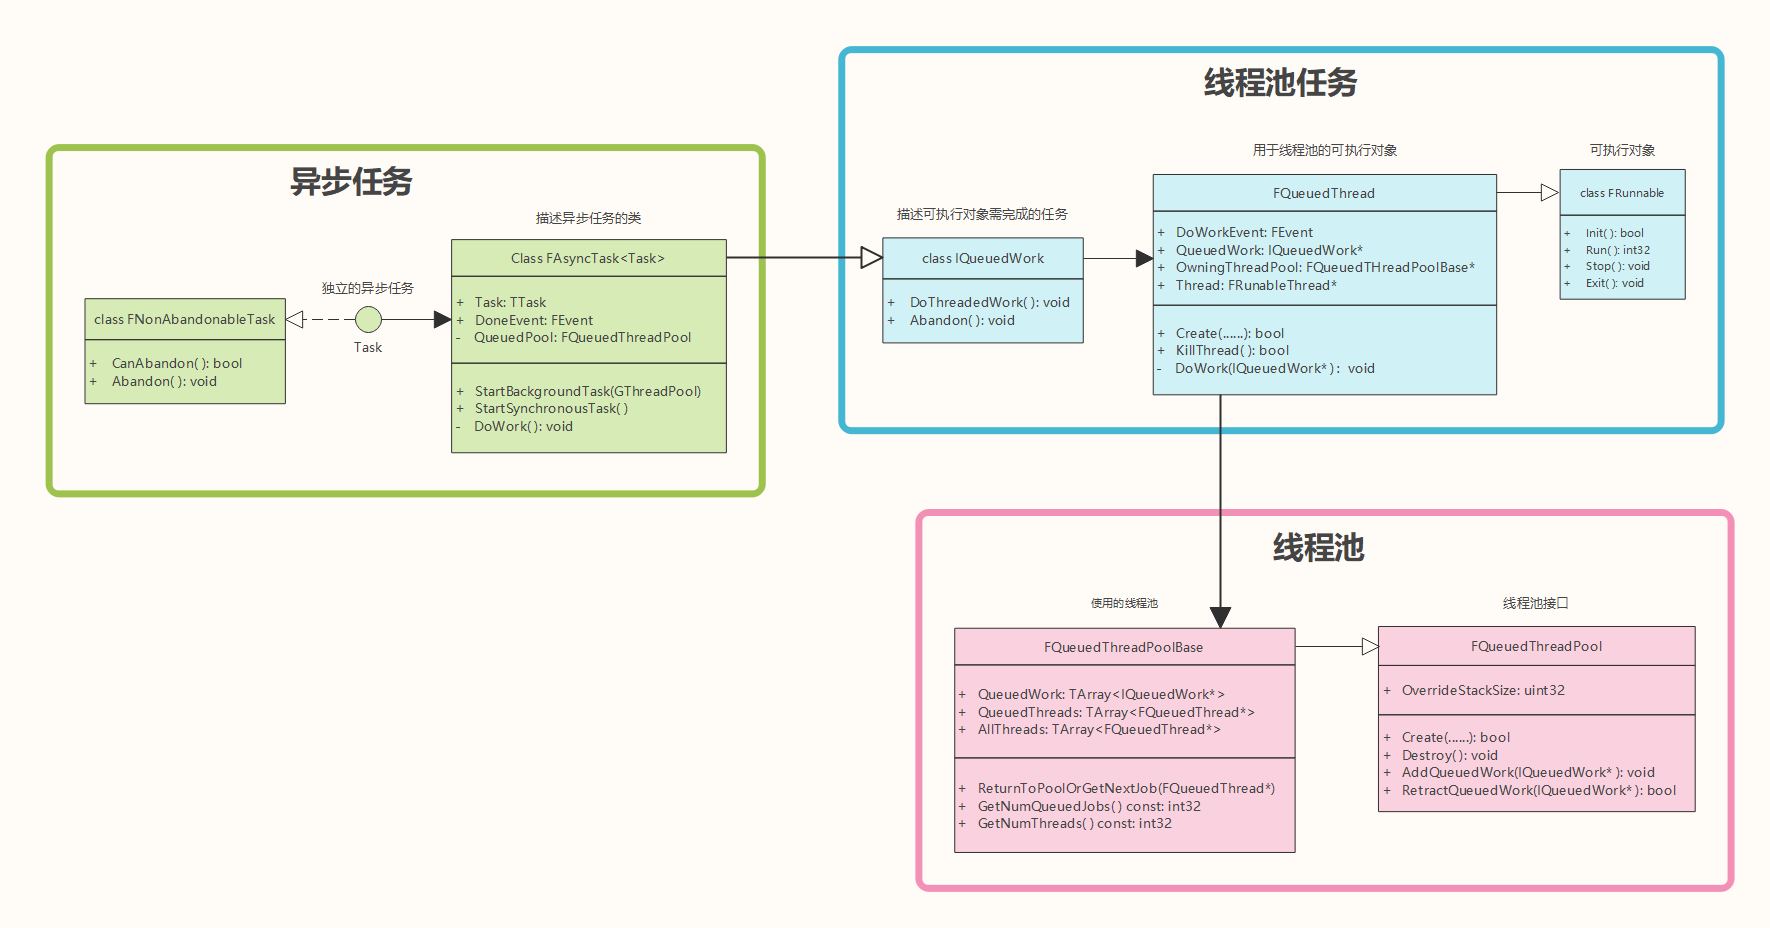 异步任务
独立的异步任务
class FNonAbandonableTask
+ CanAbandon( ): bool
+ Abandon( ): void
Task
描述异步任务的类
Class FAsyncTask<Task>
+ Task: TTask
+ DoneEvent: FEvent
- QueuedPool: FQueuedThreadPool
+ StartBackgroundTask(GThreadPool)
+ StartSynchronousTask( )
- DoWork( ): void
线程池任务
描述可执行对象需完成的任务
class IQueuedWork
+ DoThreadedWork( ): void
+ Abandon( ): void
用于线程池的可执行对象
FQueuedThread
+ DoWorkEvent: FEvent
+ QueuedWork: IQueuedWork*
+ OwningThreadPool: FQueuedTHreadPoolBase*
+ Thread: FRunableThread*
+ Create(......): bool
+ KillThread( ): bool
- DoWork(IQueuedWork* ): void
可执行对象
class FRunnable
+ Init( ): bool
+ Run( ): int32
+ Stop( ): void
+ Exit( ): void
线程池
使用的线程池
FQueuedThreadPoolBase
+ QueuedWork: TArray<IQueuedWork*>
+ QueuedThreads: TArray<FQueuedThread*>
+ AllThreads: TArray<FQueuedThread*>
+ ReturnToPoolOrGetNextJob(FQueuedThread*)
+ GetNumQueuedJobs( ) const: int32
+ GetNumThreads( ) const: int32
线程池接口
FQueuedThreadPool
+ OverrideStackSize: uint32
+ Create(......): bool
+ Destroy( ): void
+ AddQueuedWork(IQueuedWork* ): void
+ RetractQueuedWork(IQueuedWork* ): bool